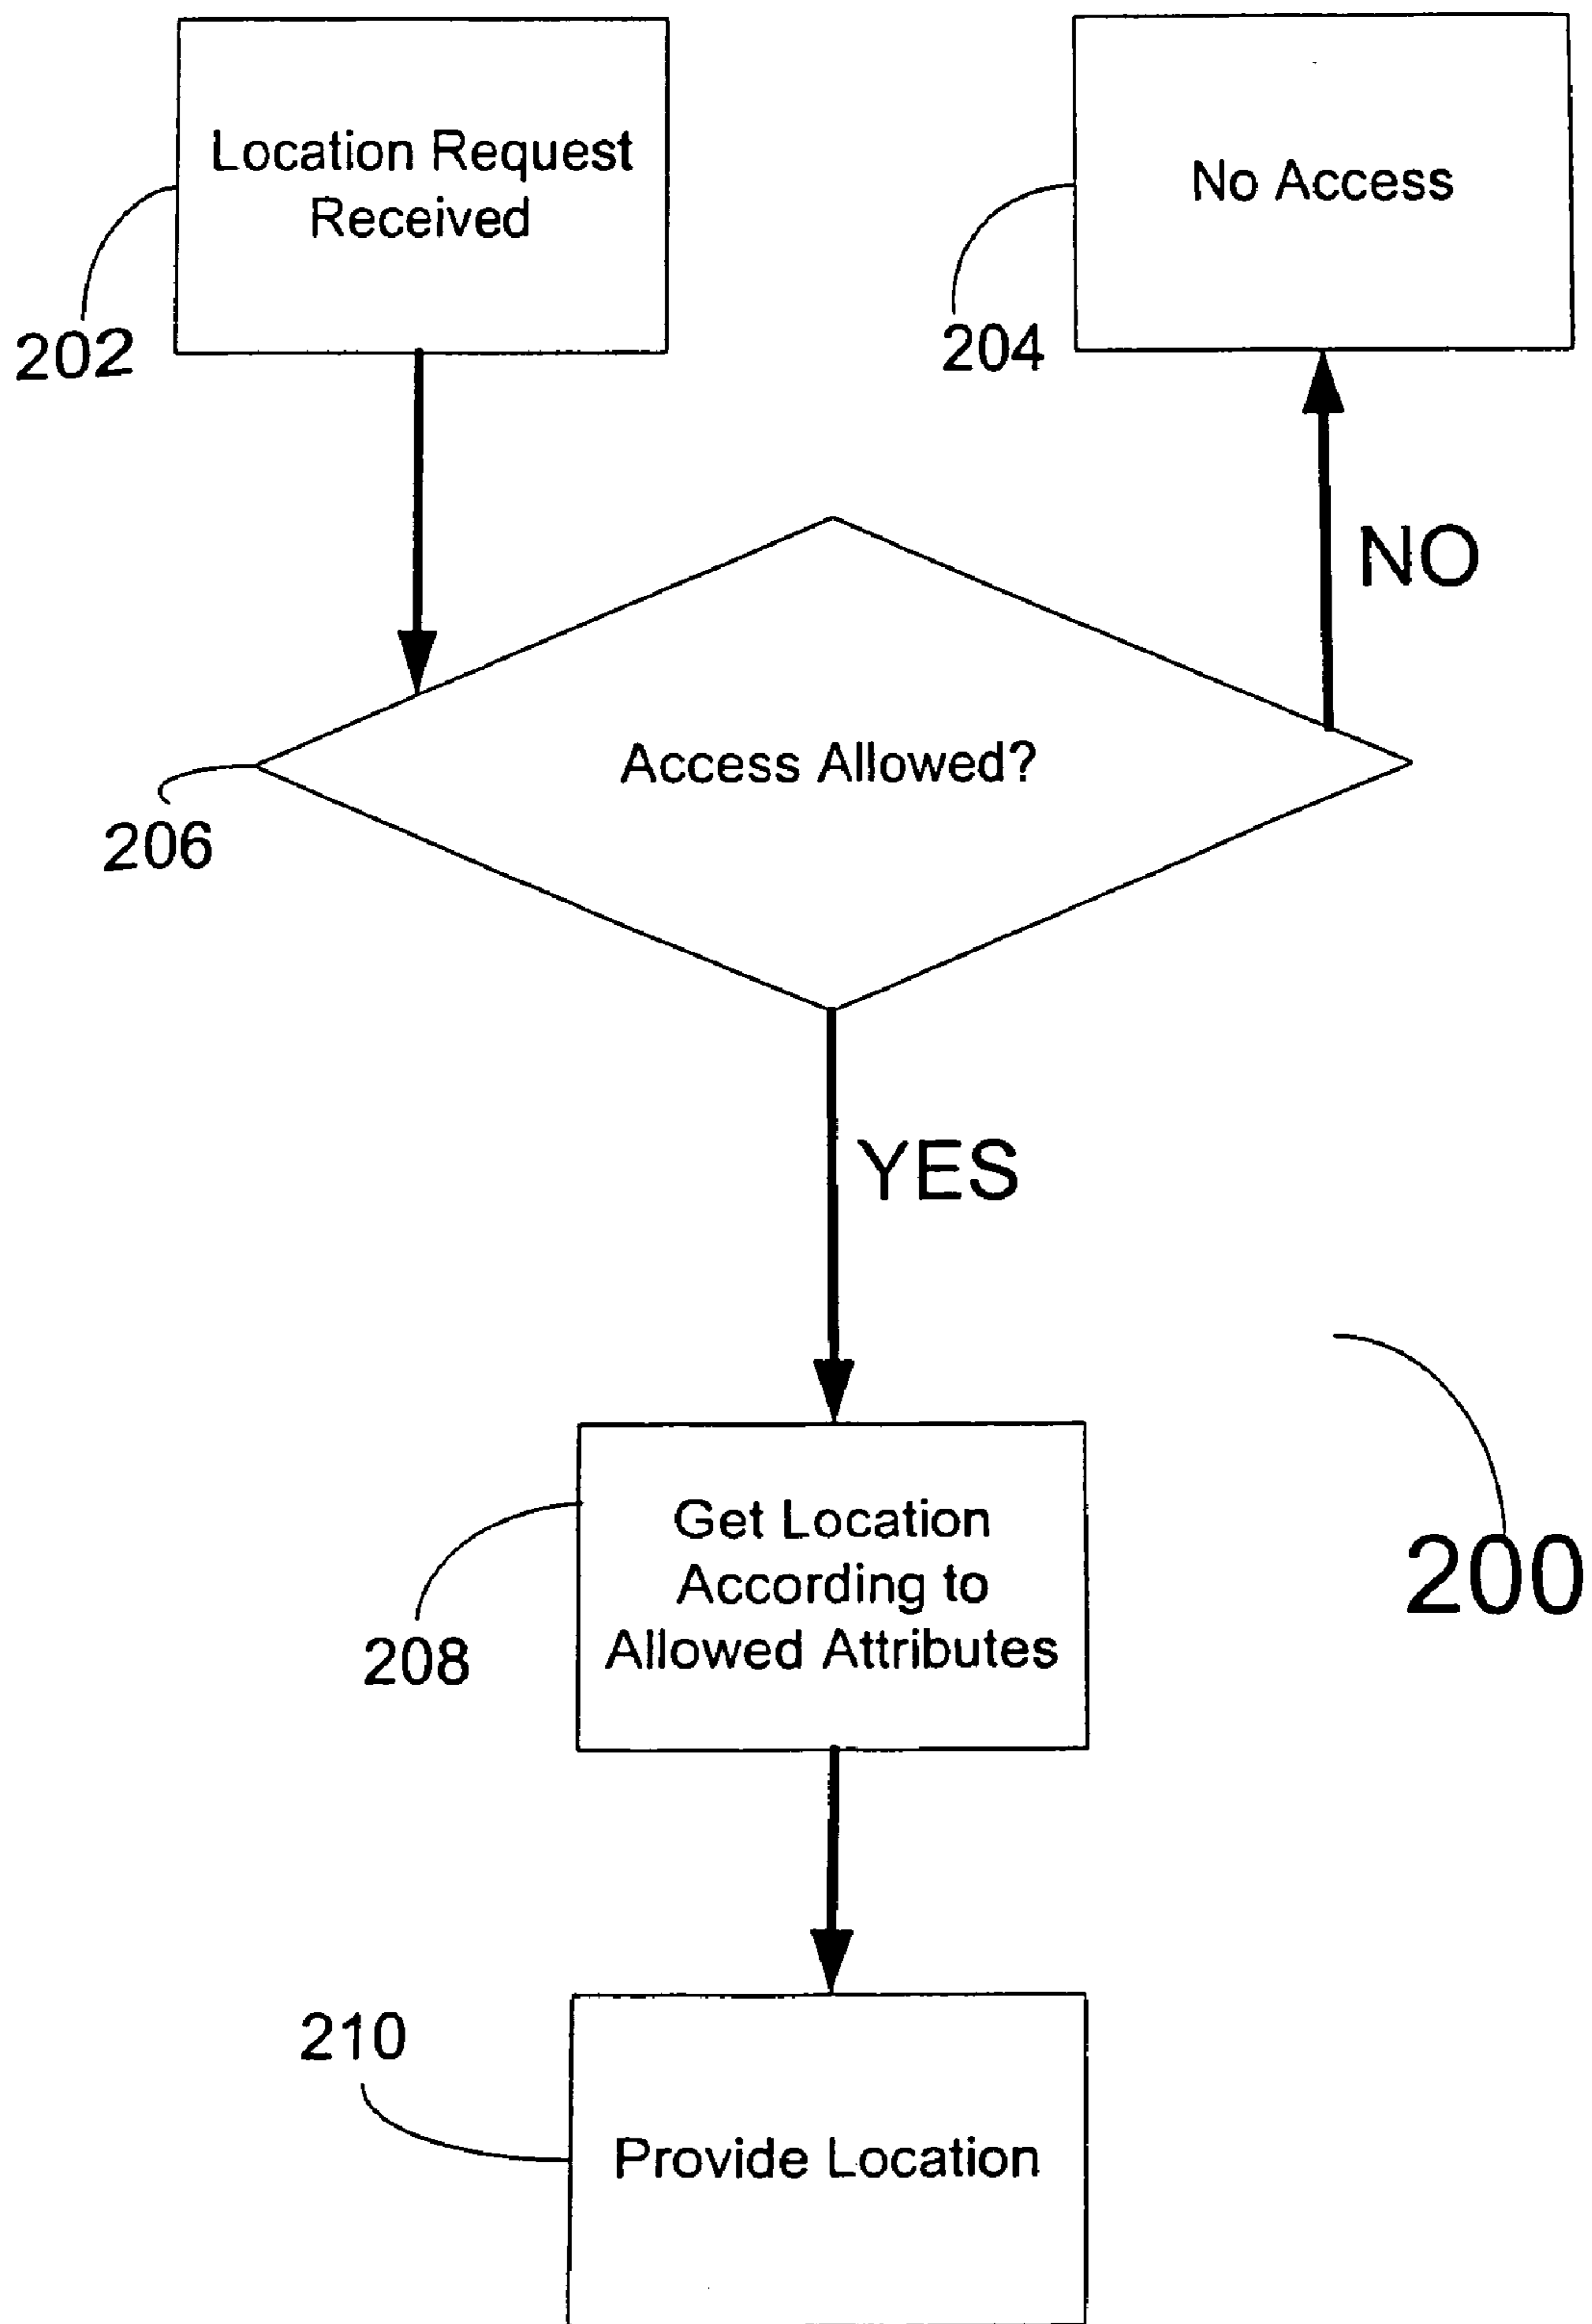 Location Request
Received
202
No Access
204
NO
Access Allowed?
206
YES
Get Location
According to
Allowed Attributes
208
200
210
Provide Location